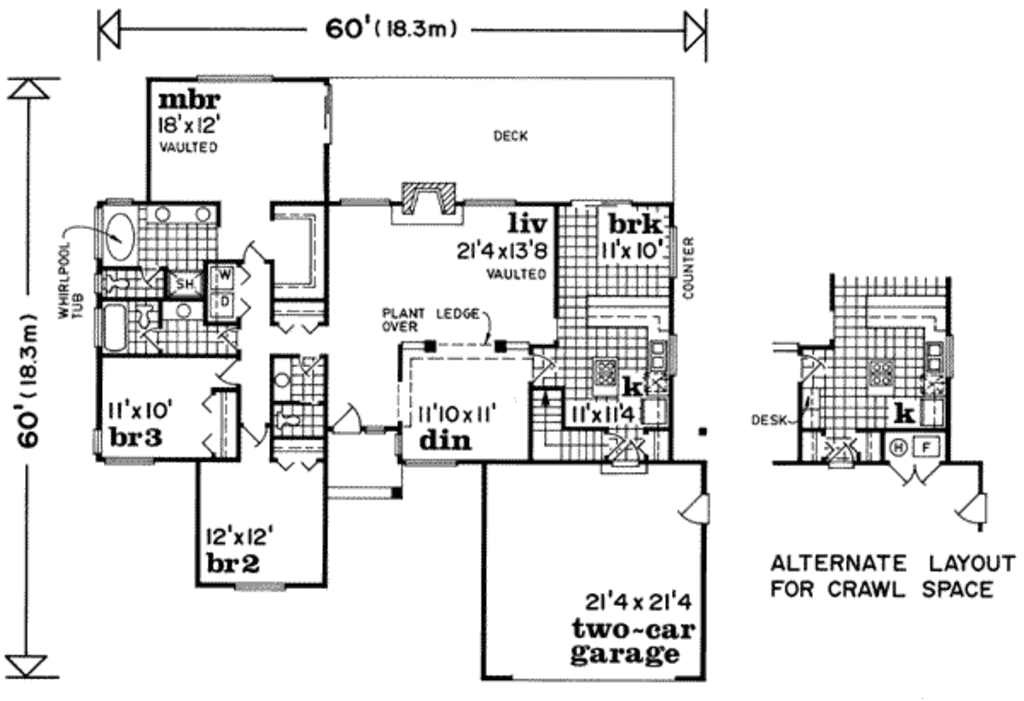 60' (18.3m)
60' (18.3m)
mbr
18'x12'
VAULTED
DECK
WHIRLPOOL
TUB
SH
W
D
liv
21'4x13'8
VAULTED
brk
11'x10'
COUNTER
PLANT LEDGE
OVER
11'x10'
br3
11'10x11'
din
k
11'x11'4
12'x12'
br2
21'4x21'4
two~car
garage
DESK
k
H
F
ALTERNATE LAYOUT
FOR CRAWL SPACE